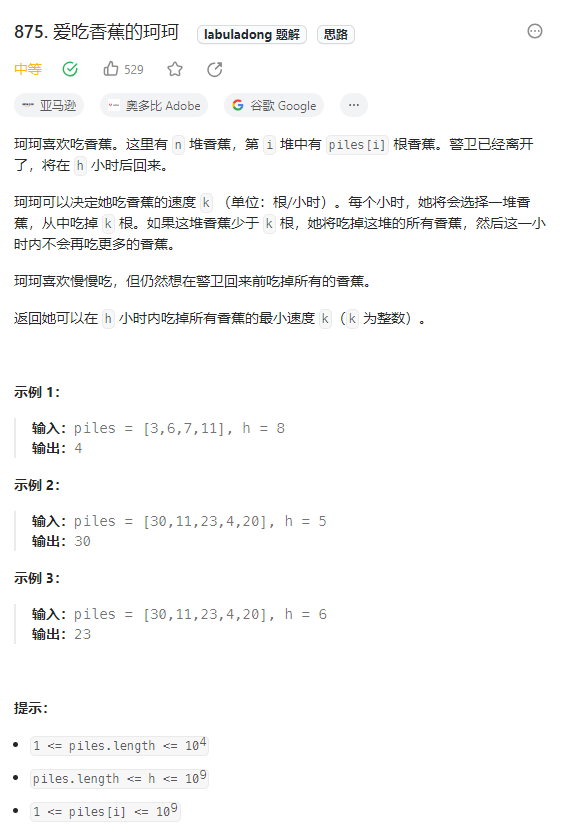 875. 爱吃香蕉的珂珂 labuladong 题解 思路
中等 529
亚马逊 奥多比 Adobe 谷歌 Google ···
珂珂喜欢吃香蕉。这里有 n 堆香蕉，第 i 堆中有 piles[i] 根香蕉。警卫已经离开
了，将在 h 小时后回来。
珂珂可以决定她吃香蕉的速度 k （单位：根/小时）。每个小时，她将会选择一堆香
蕉，从中吃掉 k 根。如果这堆香蕉少于 k 根，她将吃掉这堆的所有香蕉，然后这一小
时内不会再吃更多的香蕉。
珂珂喜欢慢慢吃，但仍然想在警卫回来前吃掉所有的香蕉。
返回她可以在 h 小时内吃掉所有香蕉的最小速度 k（k 为整数）。
示例 1：
输入：piles = [3,6,7,11], h = 8
输出：4
示例 2：
输入：piles = [30,11,23,4,20], h = 5
输出：30
示例 3：
输入：piles = [30,11,23,4,20], h = 6
输出：23
提示：
• 1 <= piles.length <= 10⁴
• piles.length <= h <= 10⁹
• 1 <= piles[i] <= 10⁹